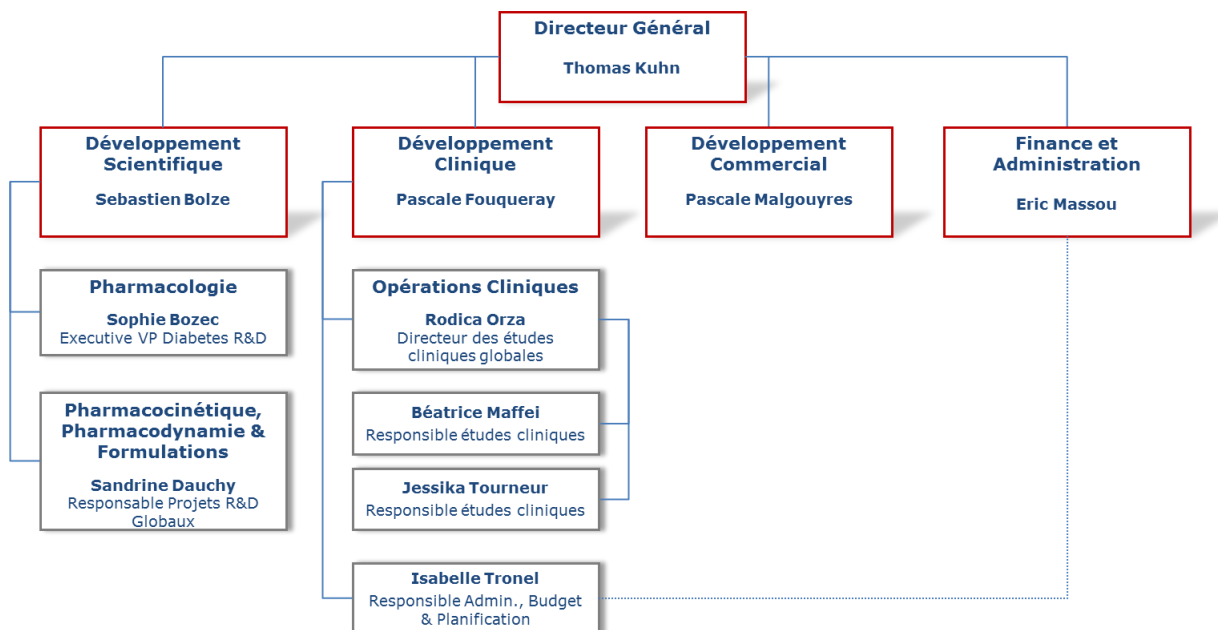 Directeur Général
Thomas Kuhn
Développement
Scientifique
Sebastien Bolze
Développement
Clinique
Pascale Fouqueray
Développement
Commercial
Pascale Malgouyres
Finance et
Administration
Eric Massou
Pharmacologie
Sophie Bozec
Executive VP Diabetes R&D
Pharmacocinétique,
Pharmacodynamie &
Formulations
Sandrine Dauchy
Responsable Projets R&D
Globaux
Opérations Cliniques
Rodica Orza
Directeur des études
cliniques globales
Béatrice Maffei
Responsible études cliniques
Jessika Tourneur
Responsible études cliniques
Isabelle Tronel
Responsible Admin., Budget
& Planification